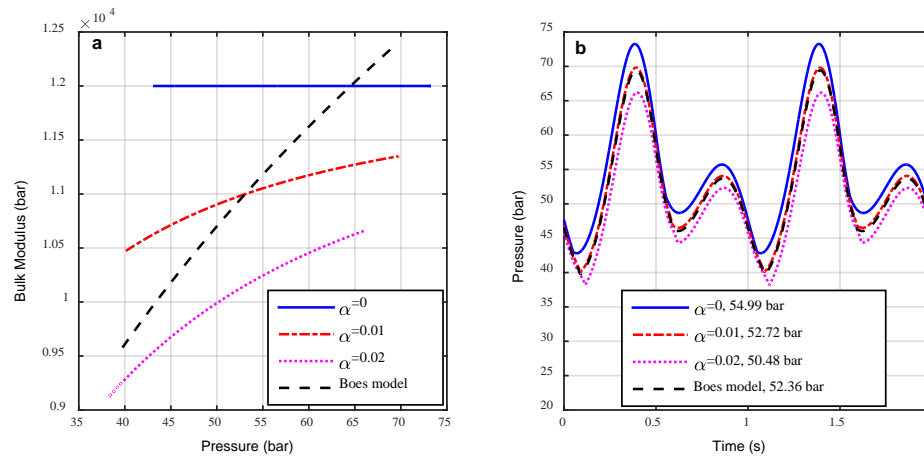 × 10^4
a
1.25
1.2
1.15
1.1
1.05
1
0.95
0.9
35 40 45 50 55 60 65 70 75
Bulk Modulus (bar)
Pressure (bar)
α=0
α=0.01
α=0.02
Boes model
b
75
70
65
60
55
50
45
40
35
30
25
20
0 0.5 1 1.5
Pressure (bar)
Time (s)
α=0, 54.99 bar
α=0.01, 52.72 bar
α=0.02, 50.48 bar
Boes model, 52.36 bar